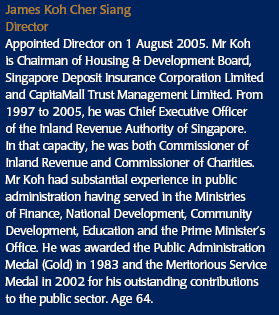 James Koh Cher Siang
Director
Appointed Director on 1 August 2005. Mr Koh
is Chairman of Housing & Development Board,
Singapore Deposit Insurance Corporation Limited
and CapitaMall Trust Management Limited. From
1997 to 2005, he was Chief Executive Officer
of the Inland Revenue Authority of Singapore.
In that capacity, he was both Commissioner of
Inland Revenue and Commissioner of Charities.
Mr Koh had substantial experience in public
administration having served in the Ministries
of Finance, National Development, Community
Development, Education and the Prime Minister's
Office. He was awarded the Public Administration
Medal (Gold) in 1983 and the Meritorious Service
Medal in 2002 for his outstanding contributions
to the public sector. Age 64.